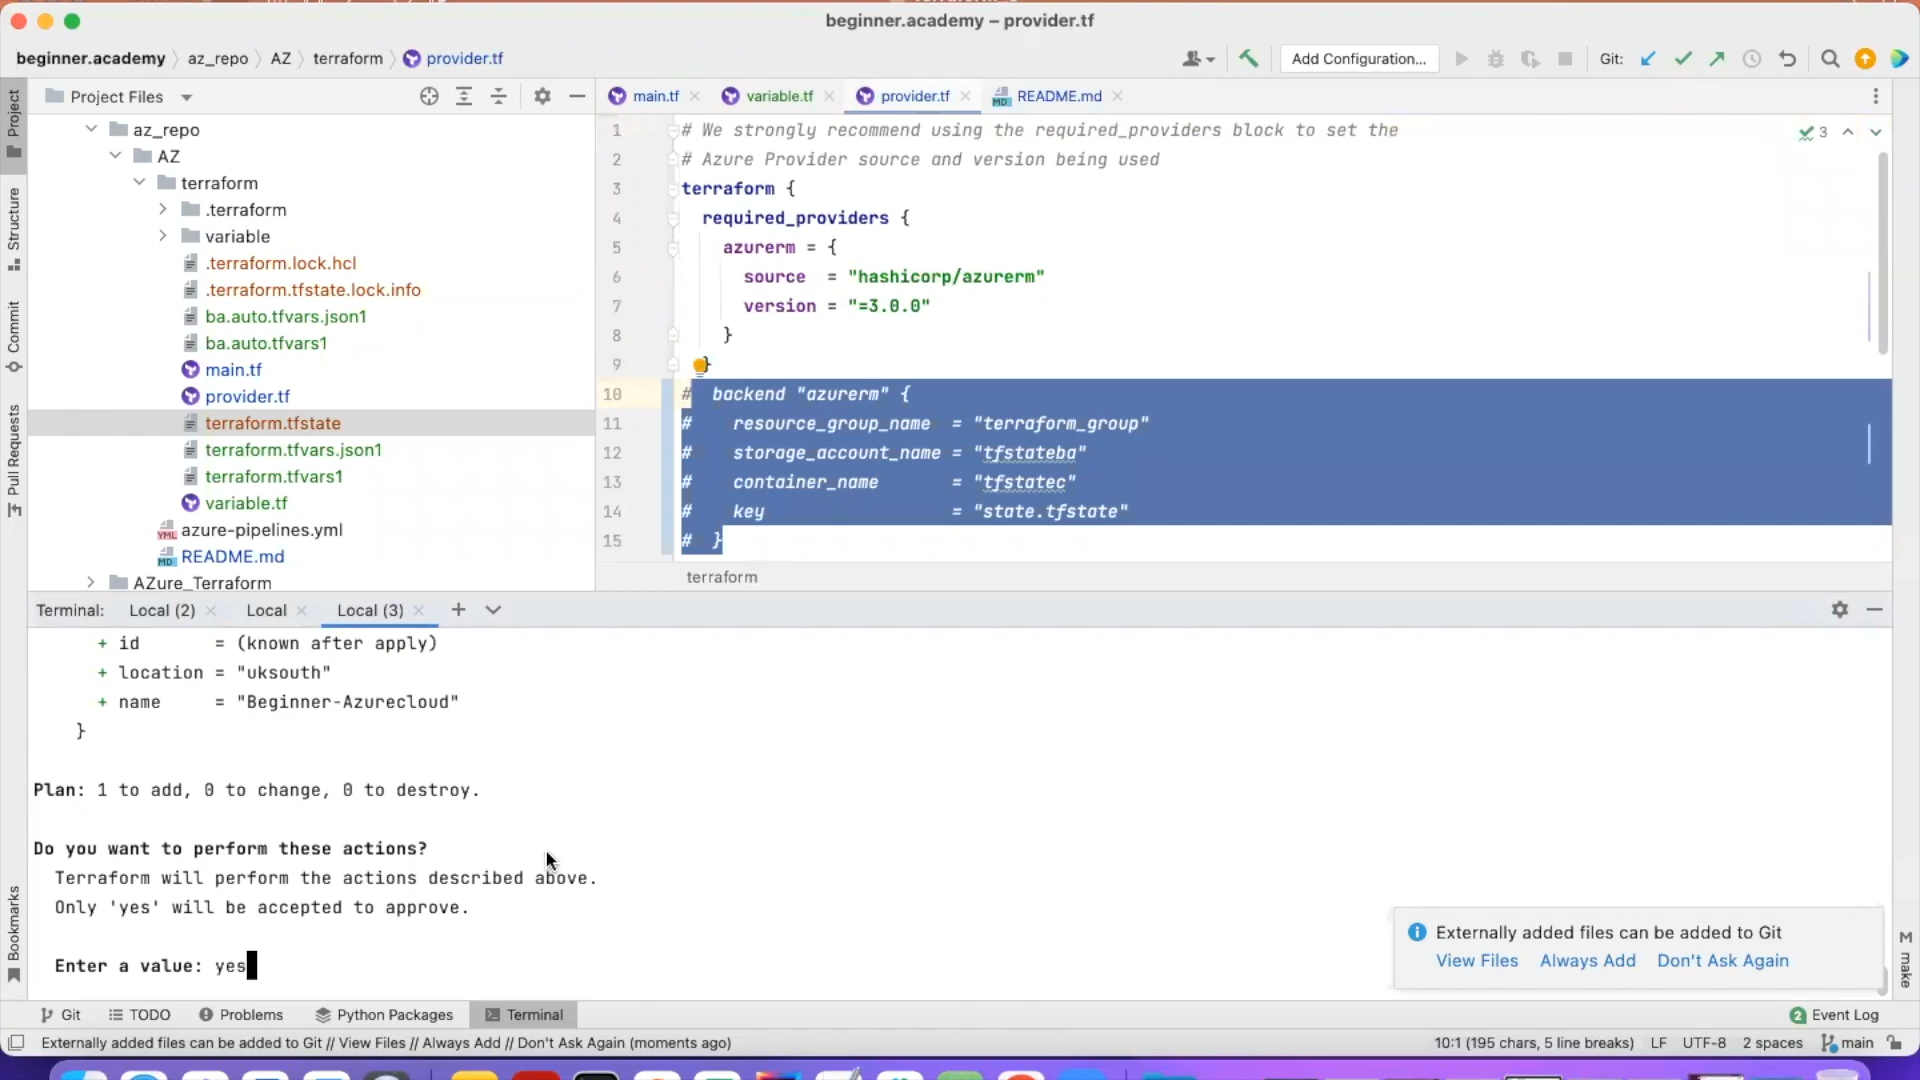 beginner.academy – provider.tf
beginner.academy az_repo AZ terraform provider.tf
Add Configuration...
Git:
Project Files
main.tf
variable.tf
provider.tf
README.md
Project
Structure
Commit
Pull Requests
Bookmarks
az_repo
AZ
terraform
.terraform
variable
.terraform.lock.hcl
.terraform.tfstate.lock.info
ba.auto.tfvars.json1
ba.auto.tfvars1
main.tf
provider.tf
terraform.tfstate
terraform.tfvars.json1
terraform.tfvars1
variable.tf
azure-pipelines.yml
README.md
AZure_Terraform
3
1 # We strongly recommend using the required_providers block to set the
2 # Azure Provider source and version being used
3 terraform {
4 required_providers {
5 azurerm = {
6 source = "hashicorp/azurerm"
7 version = "=3.0.0"
8 }
9 }
10 # backend "azurerm" {
11 # resource_group_name = "terraform_group"
12 # storage_account_name = "tfstateba"
13 # container_name = "tfstatec"
14 # key = "state.tfstate"
15 # }
terraform
Terminal: Local (2) Local Local (3)
+ id = (known after apply)
+ location = "uksouth"
+ name = "Beginner-Azurecloud"
}
Plan: 1 to add, 0 to change, 0 to destroy.
Do you want to perform these actions?
Terraform will perform the actions described above.
Only 'yes' will be accepted to approve.
Enter a value: yes
Externally added files can be added to Git
View Files Always Add Don't Ask Again
M make
Git TODO Problems Python Packages Terminal
2 Event Log
Externally added files can be added to Git // View Files // Always Add // Don't Ask Again (moments ago)
10:1 (195 chars, 5 line breaks) LF UTF-8 2 spaces main